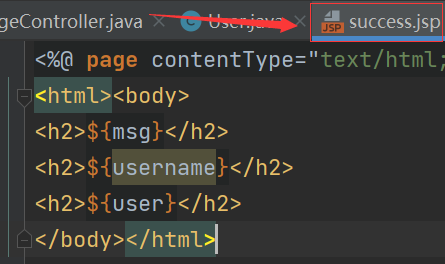 geController.java
User.java
success.jsp
JSP
<%@ page contentType="text/html;
<html><body>
<h2>${msg}</h2>
<h2>${username}</h2>
<h2>${user}</h2>
</body></html>